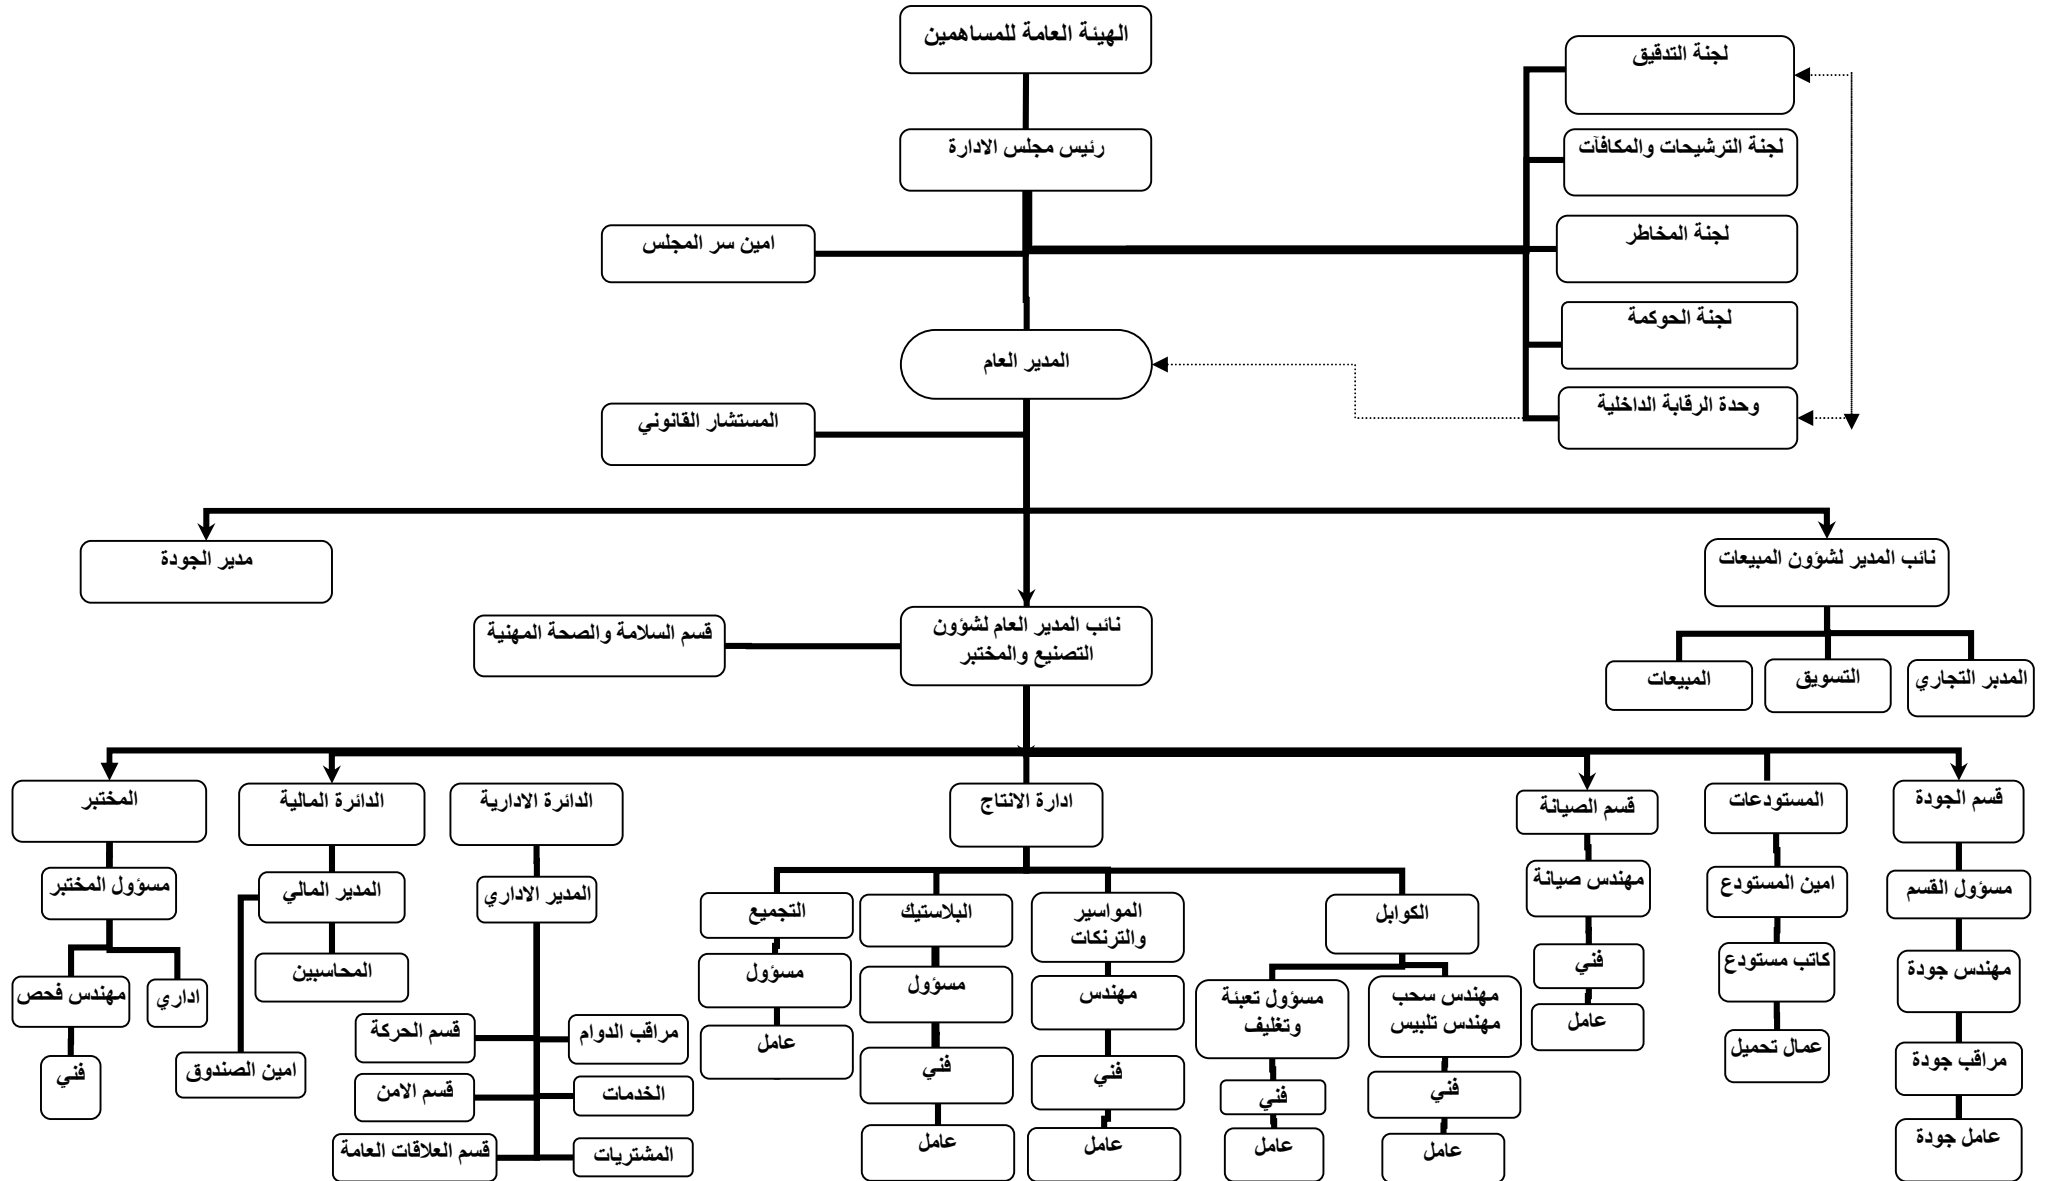 الهيئة العامة للمساهمين
لجنة التدقيق
رئيس مجلس الادارة
لجنة الترشيحات والمكافآت
لجنة المخاطر
امين سر المجلس
لجنة الحوكمة
المدير العام
وحدة الرقابة الداخلية
المستشار القانوني
نائب المدير لشؤون المبيعات
مدير الجودة
نائب المدير العام لشؤون
التصنيع والمختبر
قسم السلامة والصحة المهنية
المدبر التجاري
التسويق
المبيعات
قسم الجودة
المستودعات
قسم الصيانة
ادارة الانتاج
الدائرة الادارية
الدائرة المالية
المختبر
مسؤول القسم
امين المستودع
مهندس صيانة
الكوابل
المواسير
والترنكات
البلاستيك
التجميع
المدير الاداري
المدير المالي
مسؤول المختبر
مهندس جودة
كاتب مستودع
فني
مهندس سحب
مهندس تلبيس
مسؤول تعبئة
وتغليف
مهندس
مسؤول
مسؤول
المحاسبين
اداري
مهندس فحص
مراقب جودة
عمال تحميل
عامل
فني
فني
فني
فني
عامل
مراقب الدوام
قسم الحركة
امين الصندوق
فني
الخدمات
قسم الامن
عامل جودة
عامل
عامل
عامل
عامل
المشتريات
قسم العلاقات العامة